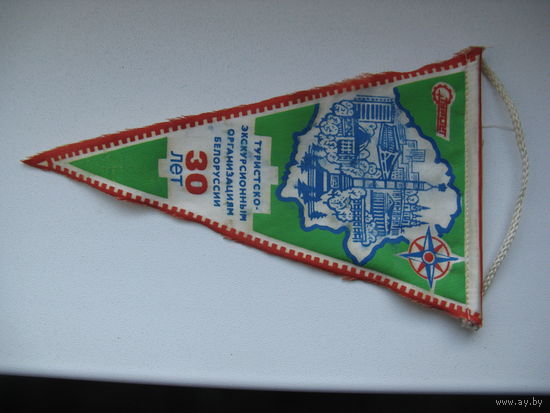 ТУРИСТСКО-
ЭКСКУРСИОННЫМ
ОРГАНИЗАЦИЯМ
БЕЛОРУССИИ
30
ЛЕТ
www.ay.by